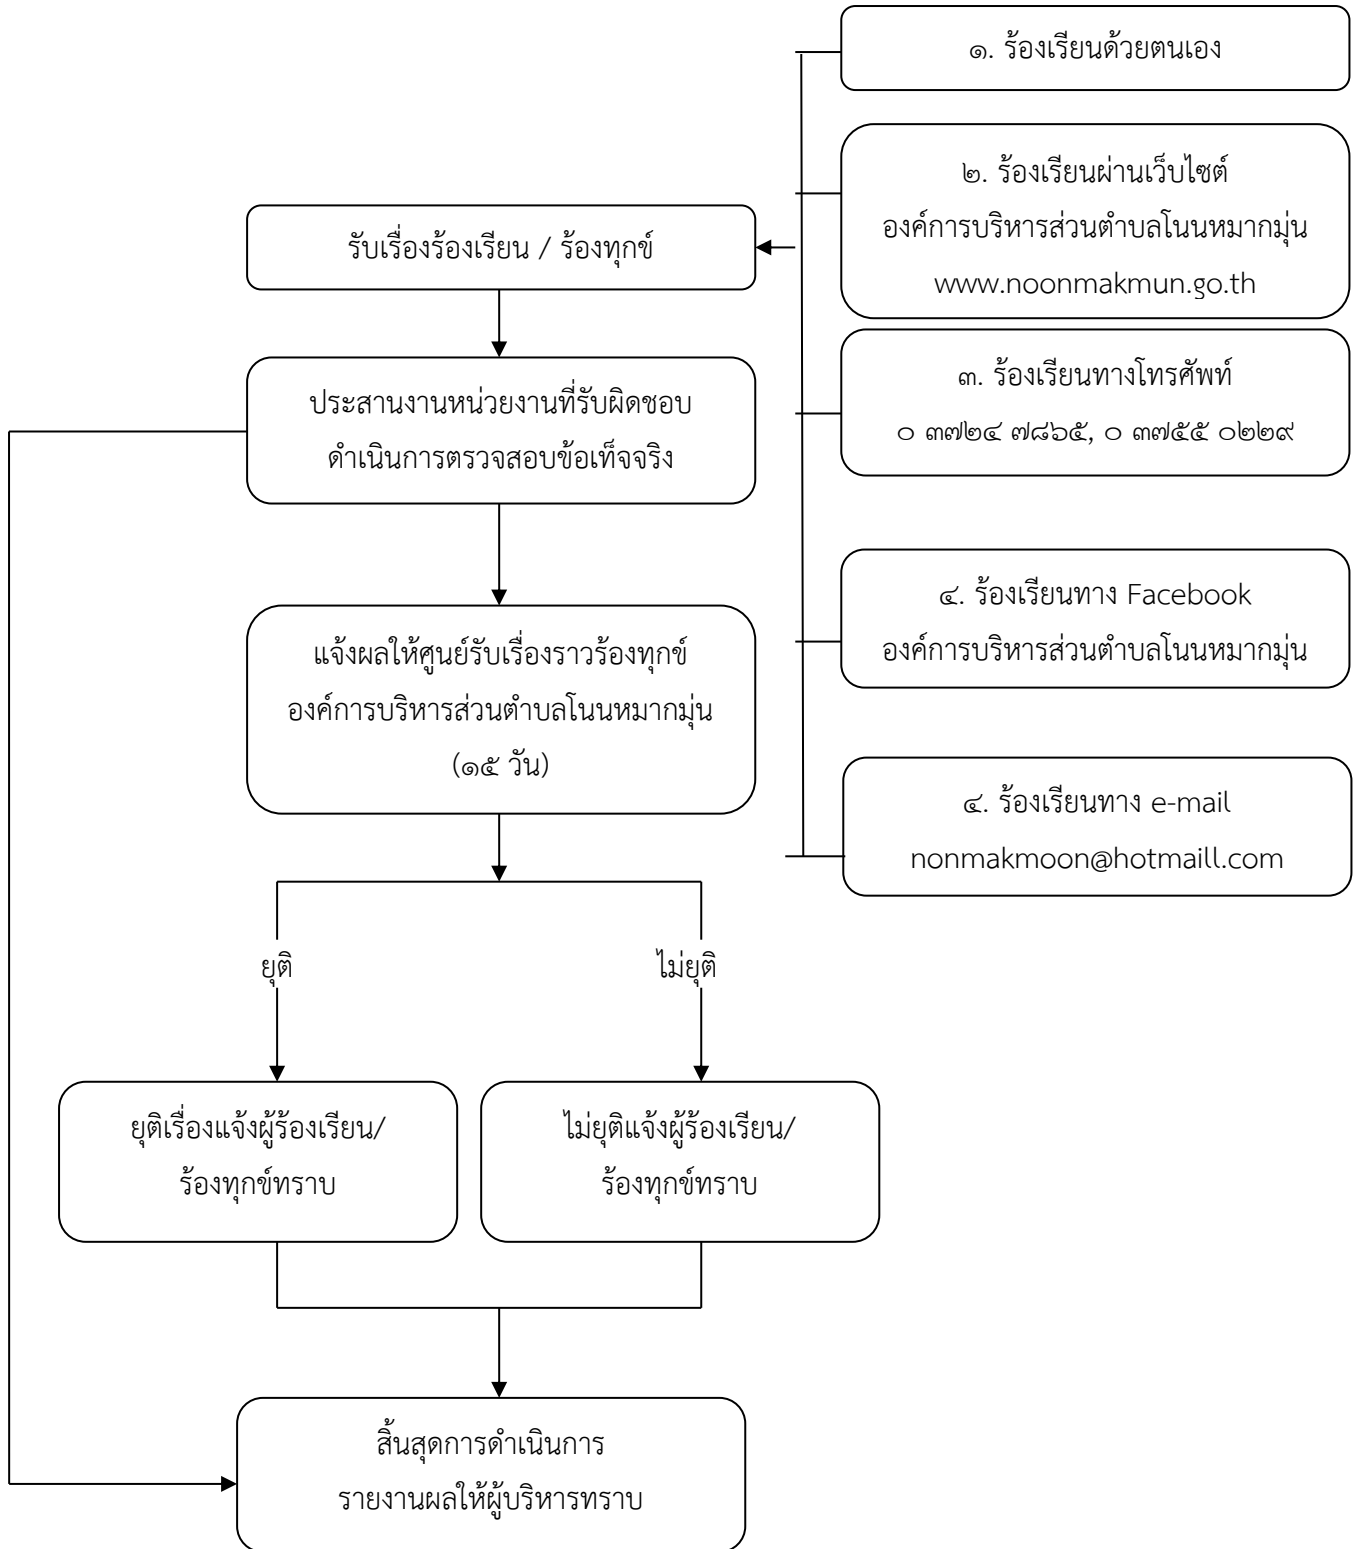 ๑. ร้องเรียนด้วยตนเอง
๒. ร้องเรียนผ่านเว็บไซต์
องค์การบริหารส่วนตำบลโนนหมากมุ่น
www.noonmakmun.go.th
๓. ร้องเรียนทางโทรศัพท์
๐ ๓๗๒๔ ๗๘๖๕, ๐ ๓๗๕๕ ๐๒๒๙
๔. ร้องเรียนทาง Facebook
องค์การบริหารส่วนตำบลโนนหมากมุ่น
๔. ร้องเรียนทาง e-mail
nonmakmoon@hotmaill.com
รับเรื่องร้องเรียน / ร้องทุกข์
ประสานงานหน่วยงานที่รับผิดชอบ
ดำเนินการตรวจสอบข้อเท็จจริง
แจ้งผลให้ศูนย์รับเรื่องราวร้องทุกข์
องค์การบริหารส่วนตำบลโนนหมากมุ่น
(๑๕ วัน)
ยุติ
ไม่ยุติ
ยุติเรื่องแจ้งผู้ร้องเรียน/
ร้องทุกข์ทราบ
ไม่ยุติแจ้งผู้ร้องเรียน/
ร้องทุกข์ทราบ
สิ้นสุดการดำเนินการ
รายงานผลให้ผู้บริหารทราบ